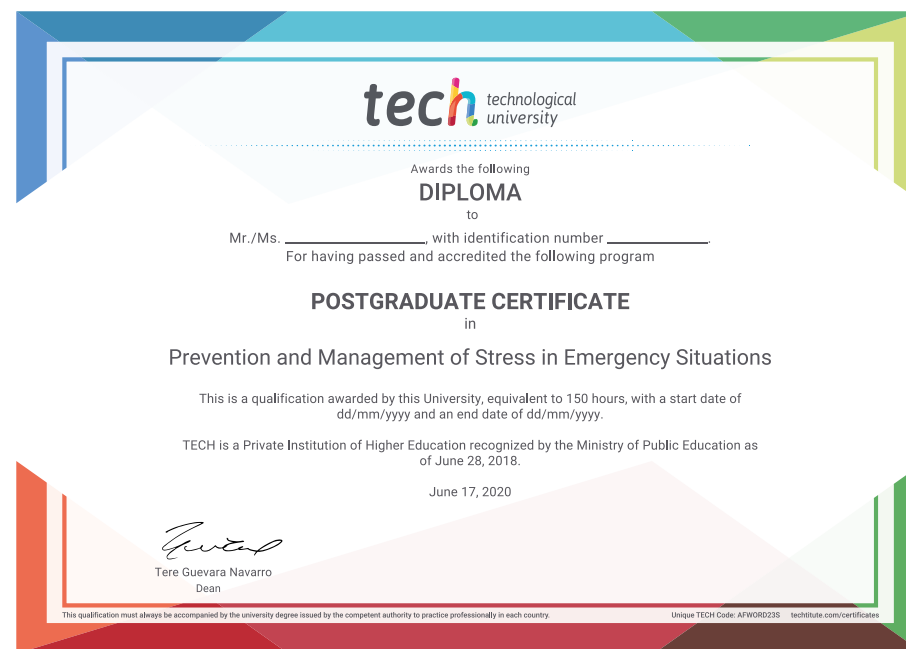 tech technological
university
Awards the following
DIPLOMA
to
Mr./Ms. ____________________, with identification number ______________.
For having passed and accredited the following program
POSTGRADUATE CERTIFICATE
in
Prevention and Management of Stress in Emergency Situations
This is a qualification awarded by this University, equivalent to 150 hours, with a start date of
dd/mm/yyyy and an end date of dd/mm/yyyy.
TECH is a Private Institution of Higher Education recognized by the Ministry of Public Education as
of June 28, 2018.
June 17, 2020
Tere Guevara Navarro
Dean
This qualification must always be accompanied by the university degree issued by the competent authority to practice professionally in each country.
Unique TECH Code: AFWORD23S techtitute.com/certificates